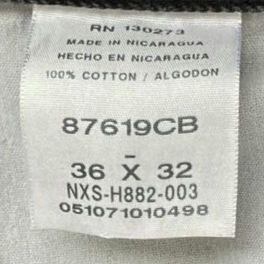 RN 130273
MADE IN NICARAGUA
HECHO EN NICARAGUA
100% COTTON / ALGODON
87619CB
-
36 X 32
NXS-H882-003
051071010498